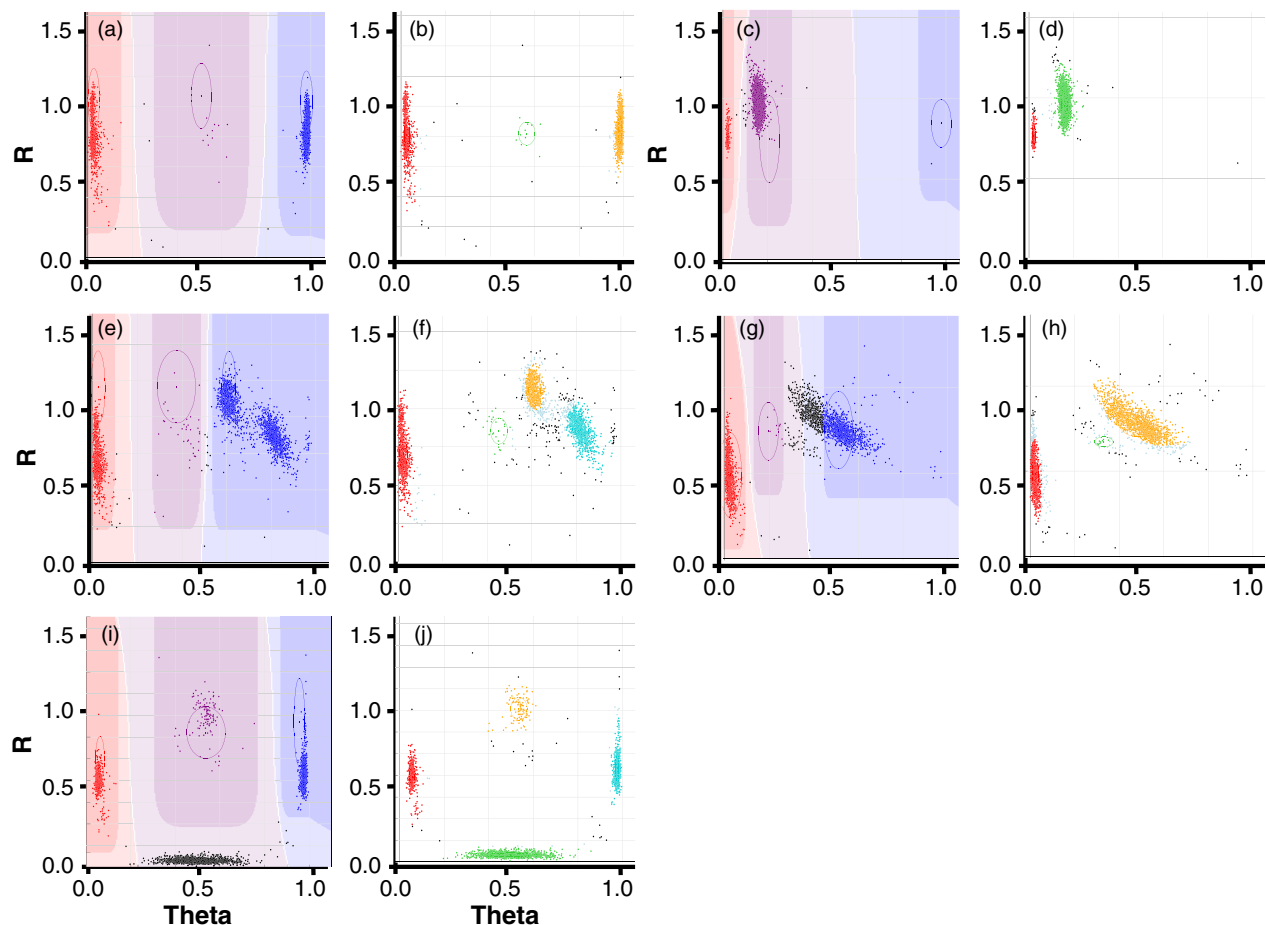 (a) (b) (c) (d)
1.5 1.5 1.5 1.5
1.0 1.0 1.0 1.0
R R
0.5 0.5 0.5 0.5
0.0 0.0 0.0 0.0
0.0 0.5 1.0 0.0 0.5 1.0 0.0 0.5 1.0 0.0 0.5 1.0
(e) (f) (g) (h)
1.5 1.5 1.5 1.5
1.0 1.0 1.0 1.0
R
0.5 0.5 0.5 0.5
0.0 0.0 0.0 0.0
0.0 0.5 1.0 0.0 0.5 1.0 0.0 0.5 1.0 0.0 0.5 1.0
(i) (j)
1.5 1.5
1.0 1.0
R
0.5 0.5
0.0 0.0
0.0 0.5 1.0 0.0 0.5 1.0
Theta Theta